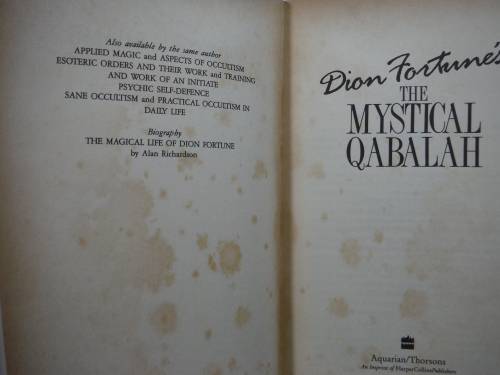 Also available by the same author
APPLIED MAGIC and ASPECTS OF OCCULTISM
ESOTERIC ORDERS AND THEIR WORK and TRAINING
AND WORK OF AN INITIATE
PSYCHIC SELF-DEFENCE
SANE OCCULTISM and PRACTICAL OCCULTISM IN
DAILY LIFE
Biography
THE MAGICAL LIFE OF DION FORTUNE
by Alan Richardson
Dion Fortune's
THE
MYSTICAL
QABALAH
Aquarian/Thorsons
An Imprint of HarperCollinsPublishers